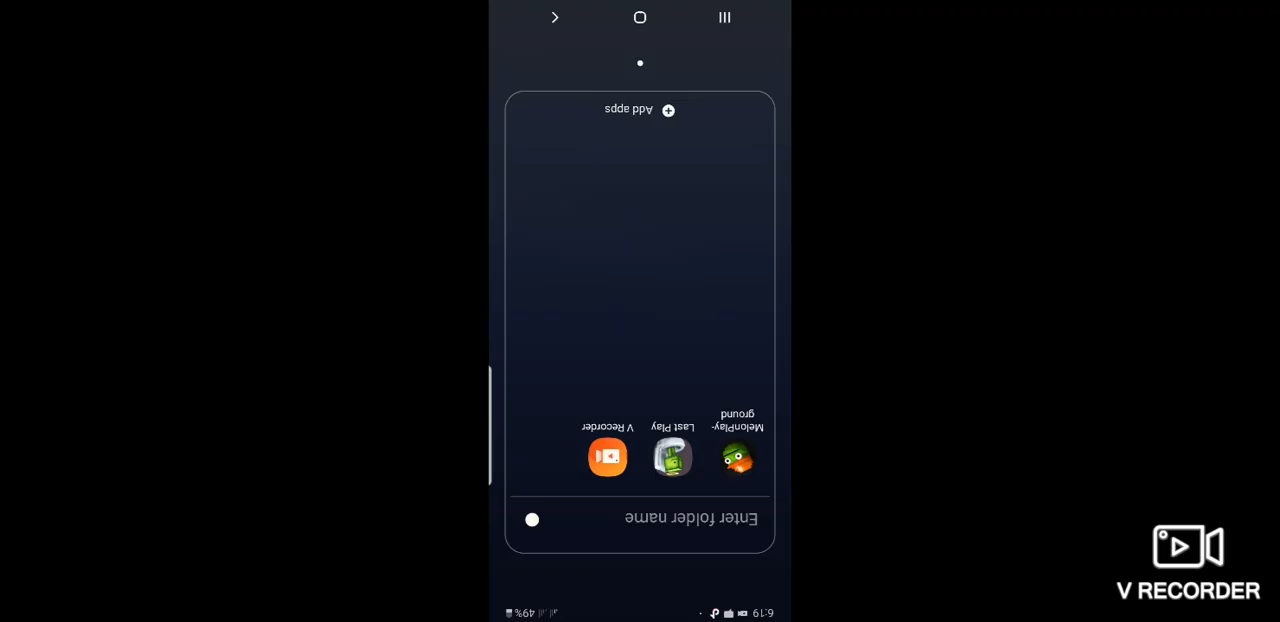 6:19
49%
Enter folder name
MelonPlay-
ground
Last Play
V Recorder
Add apps
V RECORDER